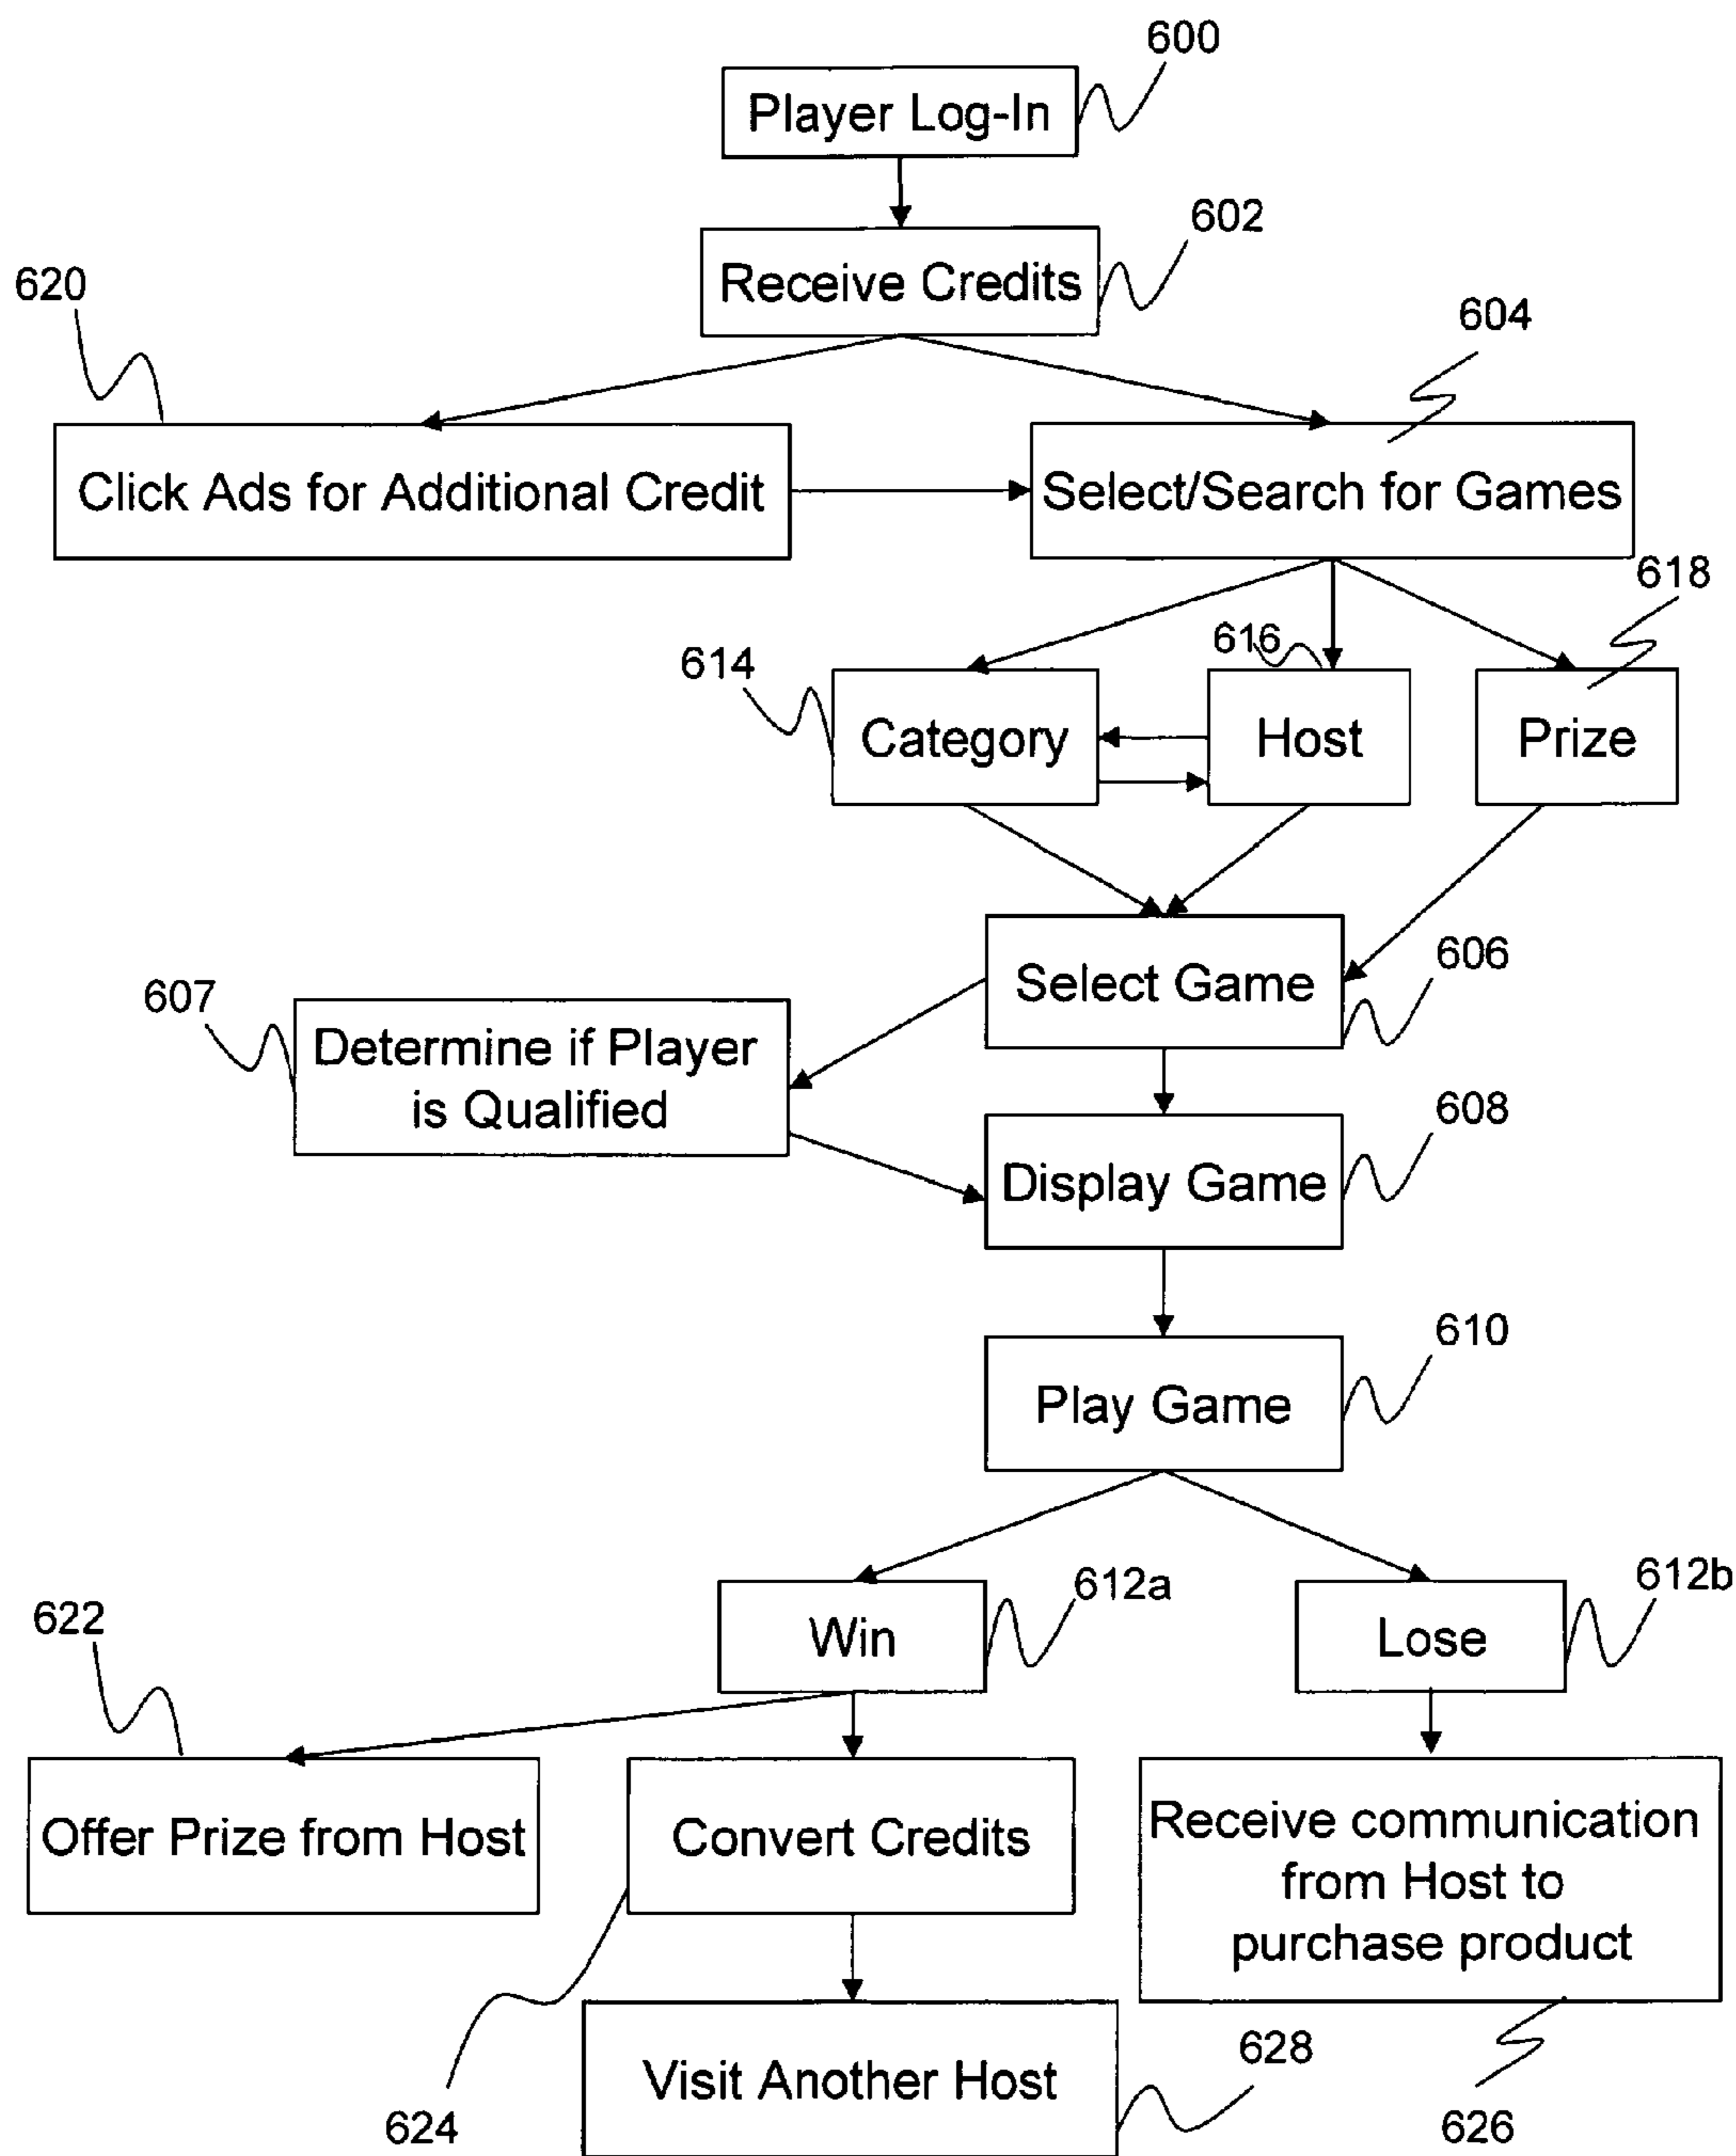 600
Player Log-In
602
Receive Credits
620
604
Click Ads for Additional Credit
Select/Search for Games
618
616
614
Category
Host
Prize
606
Select Game
607
Determine if Player
is Qualified
608
Display Game
610
Play Game
612a
612b
622
Win
Lose
Offer Prize from Host
Convert Credits
Receive communication
from Host to
purchase product
628
Visit Another Host
624
626